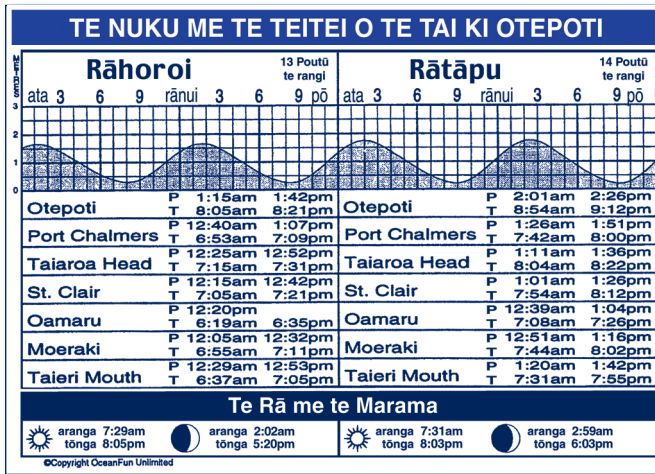 TE NUKU ME TE TEITEI O TE TAI KI OTEPOTI
METRES
Rāhoroi
13 Poutū
te rangi
ata 3 6 9 rānui 3 6 9 pō
3
2
1
0
Otepoti P 1:15am 1:42pm
T 8:05am 8:21pm
Port Chalmers P 12:40am 1:07pm
T 6:53am 7:09pm
Taiaroa Head P 12:25am 12:52pm
T 7:15am 7:31pm
St. Clair P 12:15am 12:42pm
T 7:05am 7:21pm
Oamaru P 12:20pm
T 6:19am 6:35pm
Moeraki P 12:05am 12:32pm
T 6:55am 7:11pm
Taieri Mouth P 12:29am 12:53pm
T 6:37am 7:05pm
Rātāpu
14 Poutū
te rangi
ata 3 6 9 rānui 3 6 9 pō
Otepoti P 2:01am 2:26pm
T 8:54am 9:12pm
Port Chalmers P 1:26am 1:51pm
T 7:42am 8:00pm
Taiaroa Head P 1:11am 1:36pm
T 8:04am 8:22pm
St. Clair P 1:01am 1:26pm
T 7:54am 8:12pm
Oamaru P 12:39am 1:04pm
T 7:08am 7:26pm
Moeraki P 12:51am 1:16pm
T 7:44am 8:02pm
Taieri Mouth P 1:20am 1:42pm
T 7:31am 7:55pm
Te Rā me te Marama
aranga 7:29am
tōnga 8:05pm
aranga 2:02am
tōnga 5:20pm
aranga 7:31am
tōnga 8:03pm
aranga 2:59am
tōnga 6:03pm
©Copyright OceanFun Unlimited